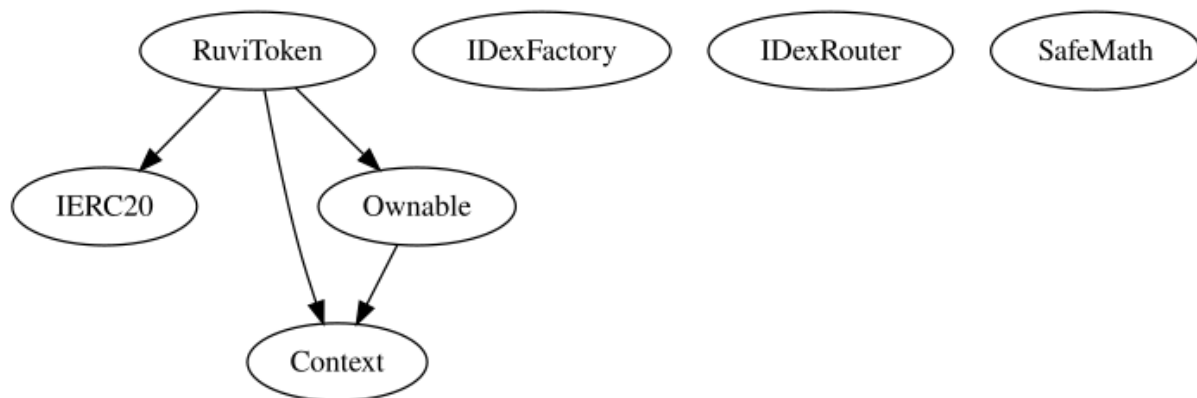 RuviToken
IDexFactory
IDexRouter
SafeMath
IERC20
Ownable
Context